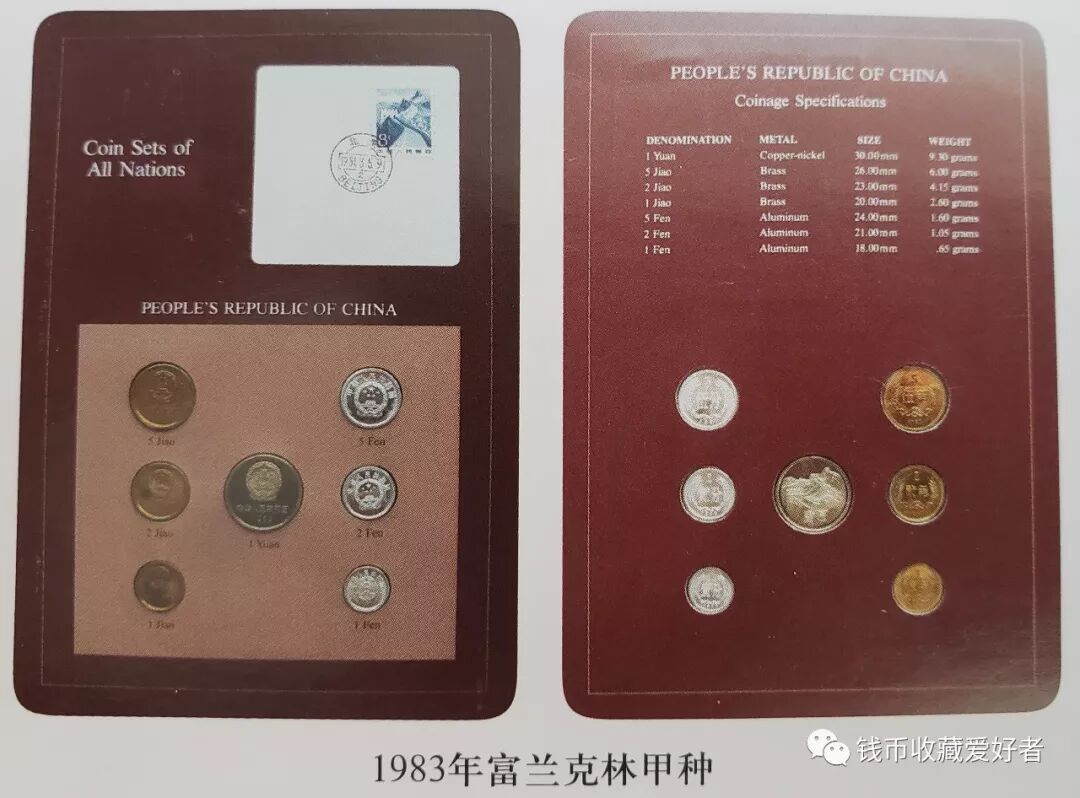 Coin Sets of
All Nations
8
BEIJING
PEOPLE'S REPUBLIC OF CHINA
5 Jiao
5 Fen
2 Jiao
2 Fen
1 Yuan
1 Jiao
1 Fen
PEOPLE'S REPUBLIC OF CHINA
Coinage Specifications
DENOMINATION METAL SIZE WEIGHT
1 Yuan Copper-nickel 30.00mm 9.30 grams
5 Jiao Brass 26.00mm 6.00 grams
2 Jiao Brass 23.00mm 4.15 grams
1 Jiao Brass 20.00mm 2.60 grams
5 Fen Aluminum 24.00mm 1.60 grams
2 Fen Aluminum 21.00mm 1.05 grams
1 Fen Aluminum 18.00mm .65 grams
1983年富兰克林甲种
钱币收藏爱好者